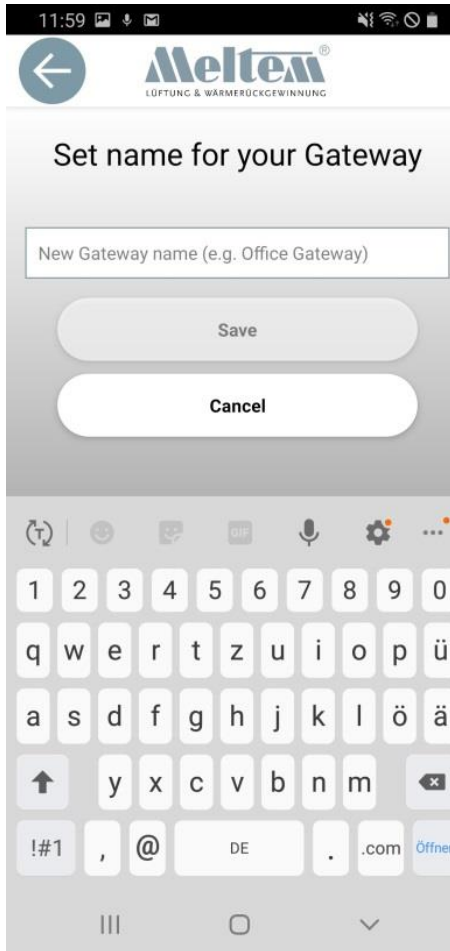 11:59
Meltem®
LÜFTUNG & WÄRMERÜCKGEWINNUNG
Set name for your Gateway
New Gateway name (e.g. Office Gateway)
Save
Cancel
T GIF
1 2 3 4 5 6 7 8 9 0
q w e r t z u i o p ü
a s d f g h j k l ö ä
y x c v b n m
!#1 , @ DE . .com Öffnen